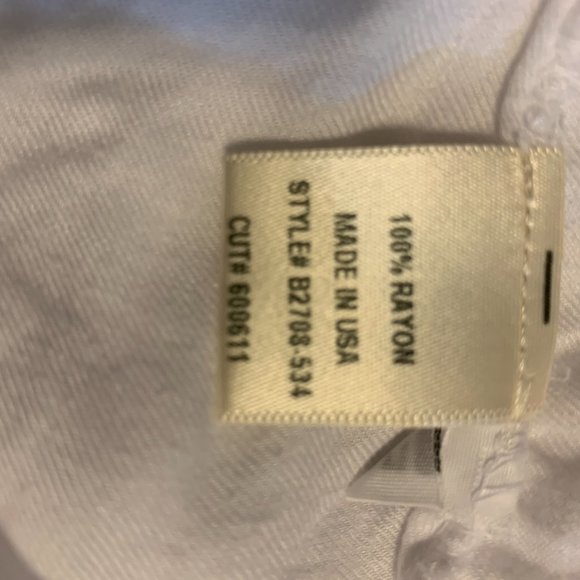 100% RAYON
MADE IN USA
STYLE# B2708-534
CUT# 600611